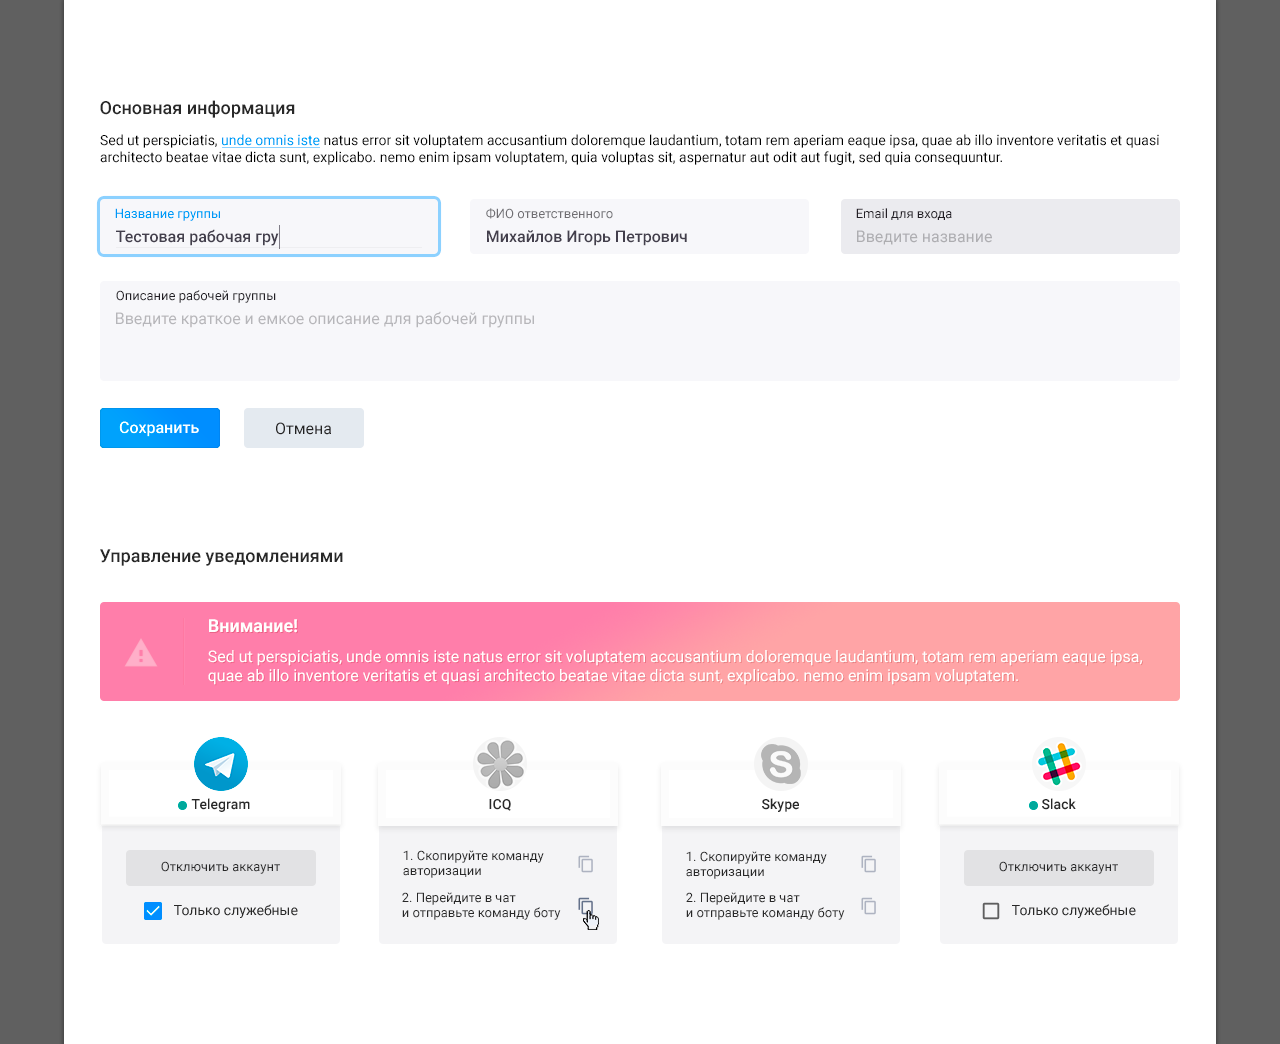 Основная информация
Sed ut perspiciatis, unde omnis iste natus error sit voluptatem accusantium doloremque laudantium, totam rem aperiam eaque ipsa, quae ab illo inventore veritatis et quasi
architecto beatae vitae dicta sunt, explicabo. nemo enim ipsam voluptatem, quia voluptas sit, aspernatur aut odit aut fugit, sed quia consequuntur.
Название группы
Тестовая рабочая гру
ФИО ответственного
Михайлов Игорь Петрович
Email для входа
Введите название
Описание рабочей группы
Введите краткое и емкое описание для рабочей группы
Сохранить
Отмена
Управление уведомлениями
Внимание!
Sed ut perspiciatis, unde omnis iste natus error sit voluptatem accusantium doloremque laudantium, totam rem aperiam eaque ipsa,
quae ab illo inventore veritatis et quasi architecto beatae vitae dicta sunt, explicabo. nemo enim ipsam voluptatem.
Telegram
Отключить аккаунт
Только служебные
ICQ
1. Скопируйте команду
авторизации
2. Перейдите в чат
и отправьте команду боту
Skype
1. Скопируйте команду
авторизации
2. Перейдите в чат
и отправьте команду боту
Slack
Отключить аккаунт
Только служебные